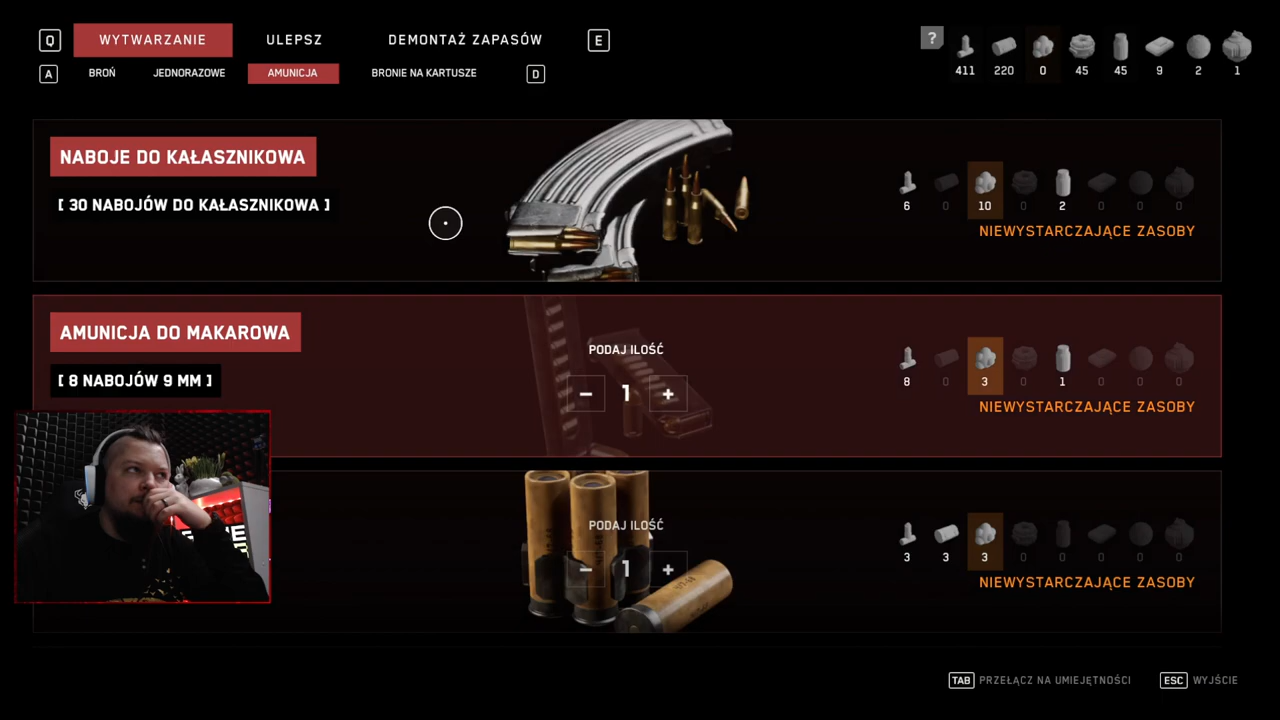 Q WYTWARZANIE ULEPSZ DEMONTAŻ ZAPASÓW E
A BROŃ JEDNORAZOWE AMUNICJA BRONIE NA KARTUSZE D
?
411 220 0 45 45 9 2 1
NABOJE DO KAŁASZNIKOWA
[ 30 NABOJÓW DO KAŁASZNIKOWA ]
6 0 10 0 2 0 0 0
NIEWYSTARCZAJĄCE ZASOBY
AMUNICJA DO MAKAROWA
[ 8 NABOJÓW 9 MM ]
PODAJ ILOŚĆ
− 1 +
8 0 3 0 1 0 0 0
NIEWYSTARCZAJĄCE ZASOBY
PODAJ ILOŚĆ
− 1 +
3 3 3 0 0 0 0 0
NIEWYSTARCZAJĄCE ZASOBY
TAB PRZEŁĄCZ NA UMIEJĘTNOŚCI ESC WYJŚCIE